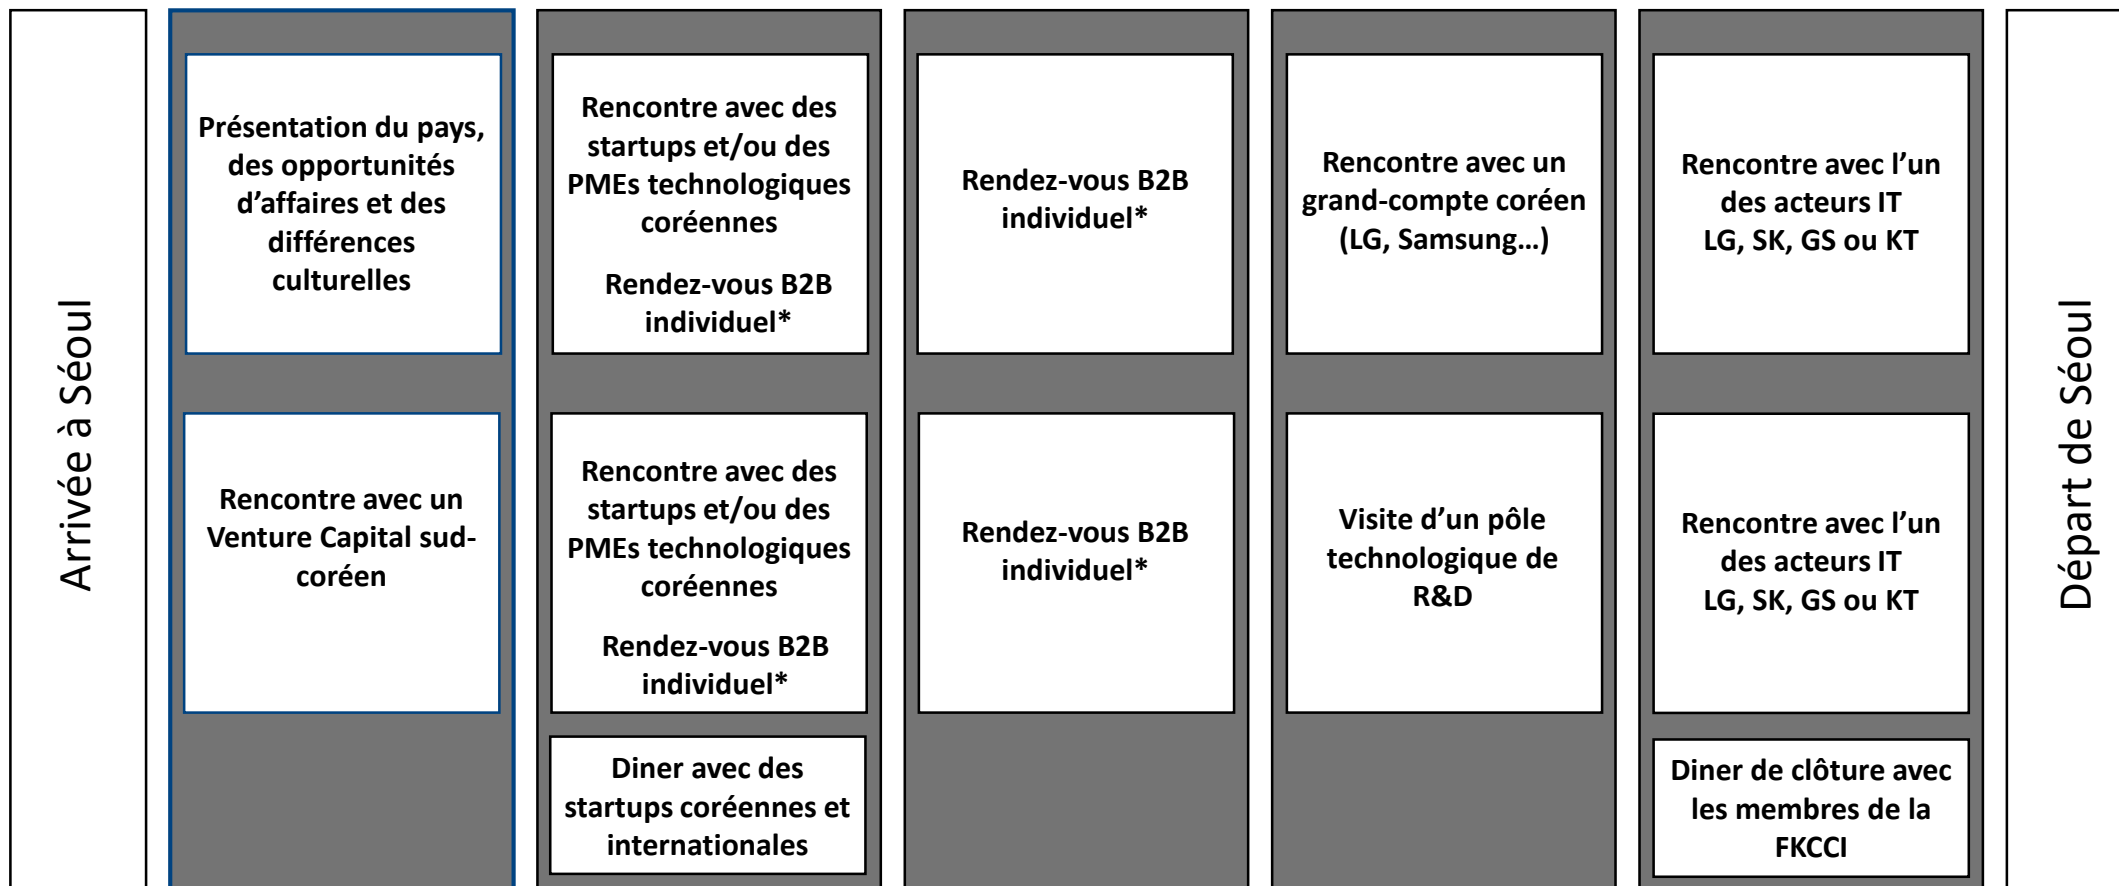 Arrivée à Séoul
Présentation du pays,
des opportunités
d’affaires et des
différences
culturelles
Rencontre avec un
Venture Capital sud-
coréen
Rencontre avec des
startups et/ou des
PMEs technologiques
coréennes
Rendez-vous B2B
individuel*
Rencontre avec des
startups et/ou des
PMEs technologiques
coréennes
Rendez-vous B2B
individuel*
Diner avec des
startups coréennes et
internationales
Rendez-vous B2B
individuel*
Rendez-vous B2B
individuel*
Rencontre avec un
grand-compte coréen
(LG, Samsung…)
Visite d’un pôle
technologique de
R&D
Rencontre avec l’un
des acteurs IT
LG, SK, GS ou KT
Rencontre avec l’un
des acteurs IT
LG, SK, GS ou KT
Diner de clôture avec
les membres de la
FKCCI
Départ de Séoul